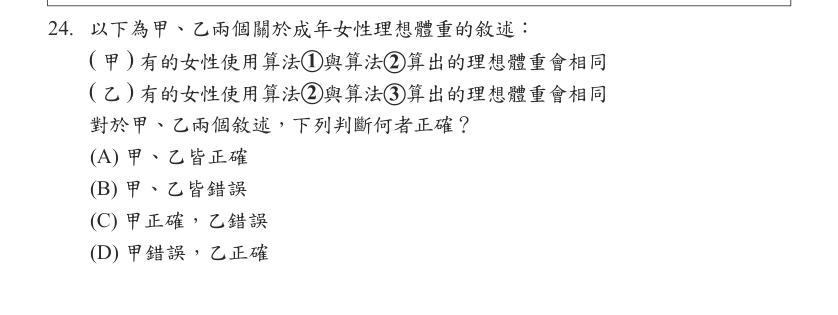 24. 以下為甲、乙兩個關於成年女性理想體重的敘述：
(甲)有的女性使用算法①與算法②算出的理想體重會相同
(乙)有的女性使用算法②與算法③算出的理想體重會相同
對於甲、乙兩個敘述，下列判斷何者正確？
(A) 甲、乙皆正確
(B) 甲、乙皆錯誤
(C) 甲正確，乙錯誤
(D) 甲錯誤，乙正確